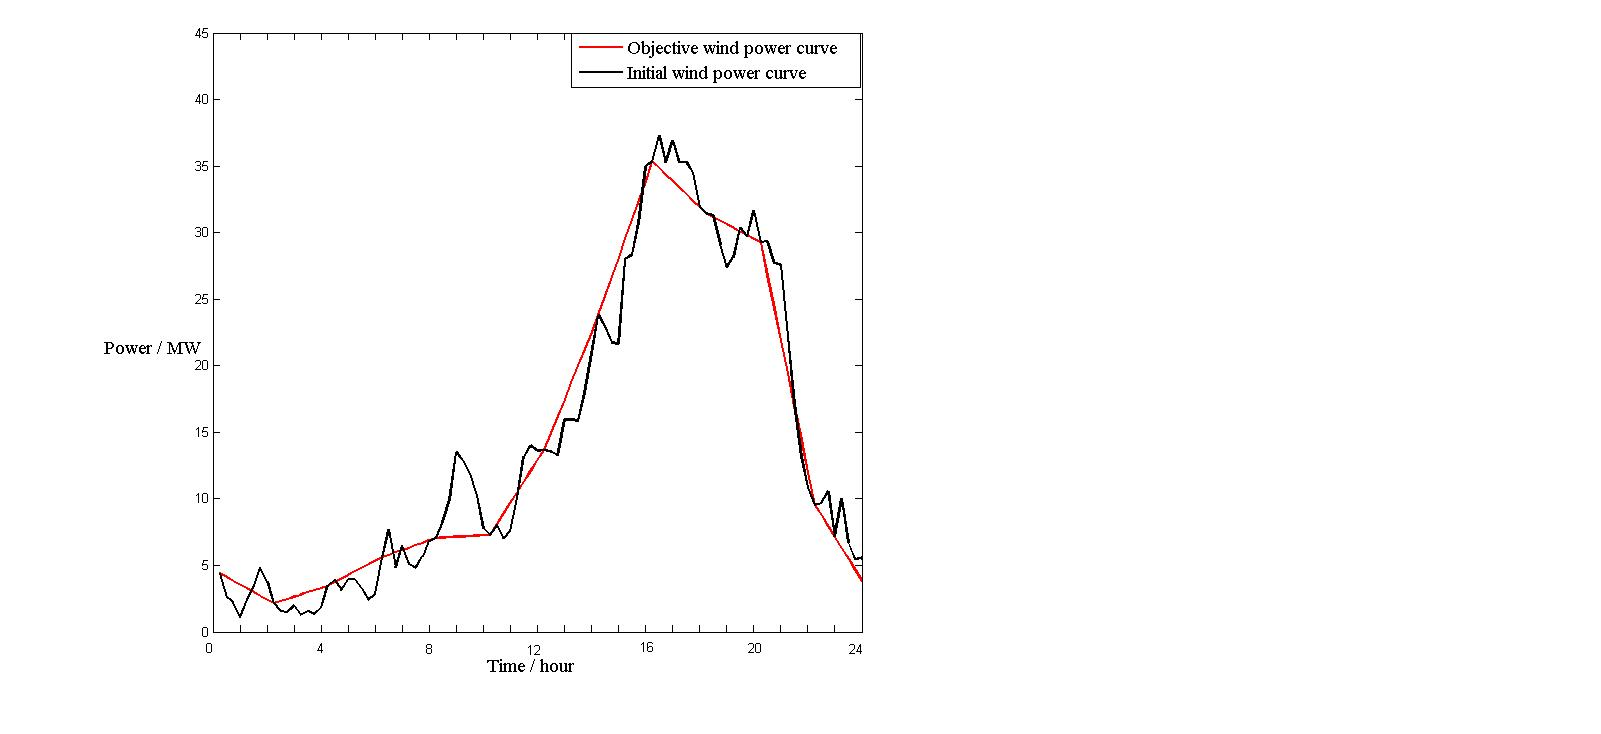 45
Objective wind power curve
Initial wind power curve
40
35
30
25
Power / MW
20
15
10
5
0
0 4 8 12 16 20 24
Time / hour